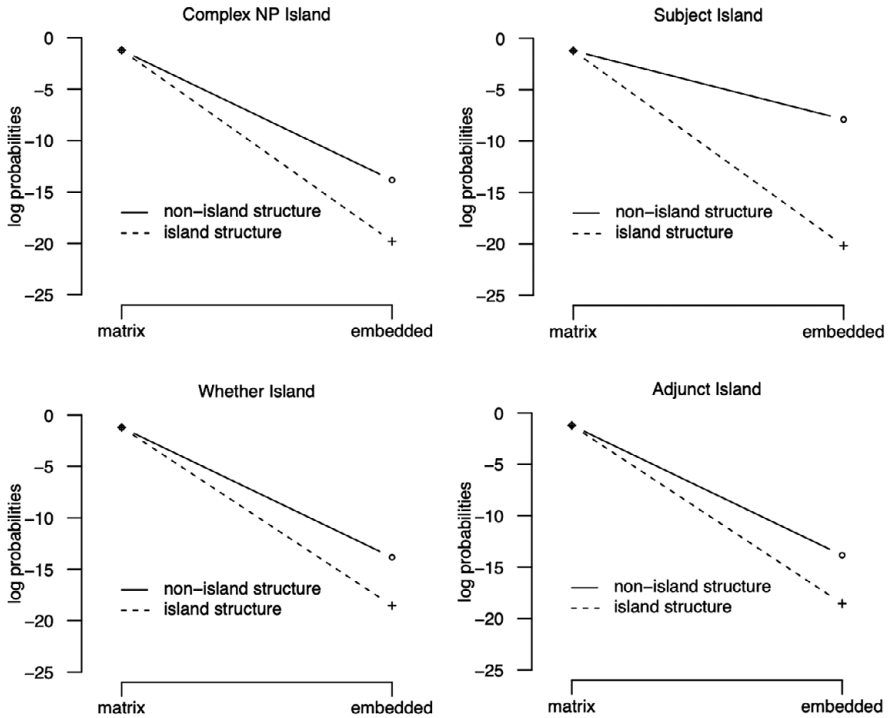 Complex NP Island
log probabilities
0
−5
−10
−15
−20
−25
non−island structure
island structure
matrix
embedded
Subject Island
log probabilities
0
−5
−10
−15
−20
−25
non−island structure
island structure
matrix
embedded
Whether Island
log probabilities
0
−5
−10
−15
−20
−25
non−island structure
island structure
matrix
embedded
Adjunct Island
log probabilities
0
−5
−10
−15
−20
−25
non−island structure
island structure
matrix
embedded